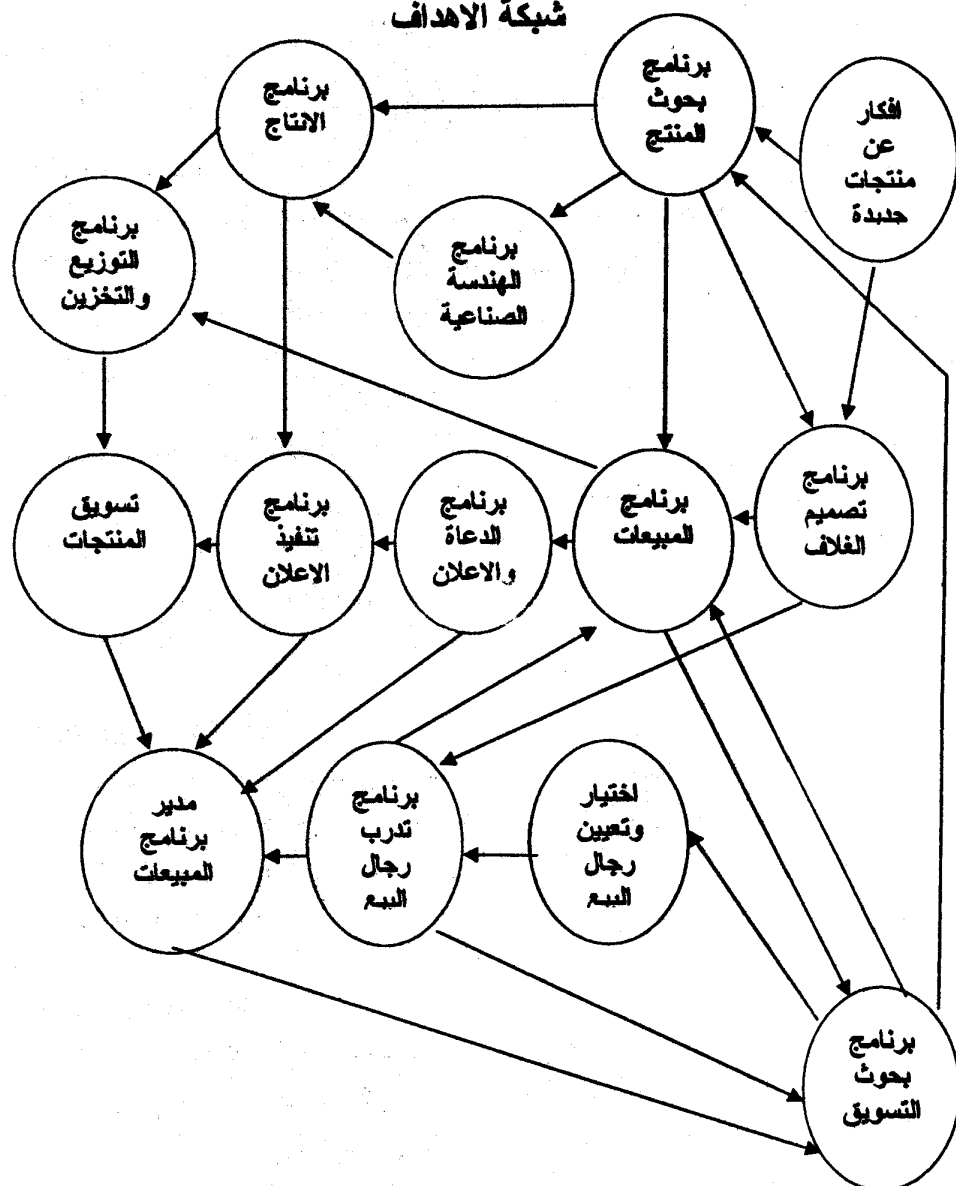 شبكة الاهداف
افكار
عن
منتجات
جديدة
برنامج
بحوث
المنتج
برنامج
الانتاج
برنامج
الهندسة
الصناعية
برنامج
التوزيع
والتخزين
برنامج
تصميم
الغلاف
برنامج
المبيعات
برنامج
الدعاة
والاعلان
برنامج
تنفيذ
الاعلان
تسويق
المنتجات
اختيار
وتعيين
رجال
البيع
برنامج
تدرب
رجال
البيع
مدير
برنامج
المبيعات
برنامج
بحوث
التسويق